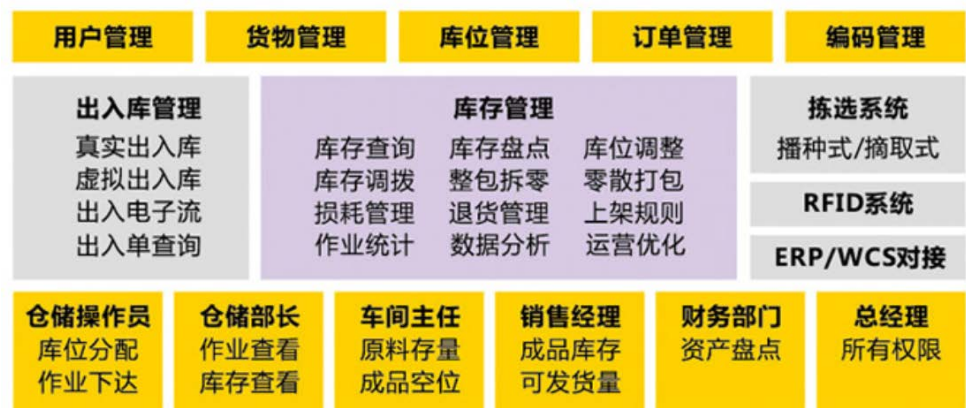 用户管理
货物管理
库位管理
订单管理
编码管理
出入库管理
真实出入库
虚拟出入库
出入电子流
出入单查询
库存管理
库存查询 库存盘点 库位调整
库存调拨 整包拆零 零散打包
损耗管理 退货管理 上架规则
作业统计 数据分析 运营优化
拣选系统
播种式/摘取式
RFID系统
ERP/WCS对接
仓储操作员
库位分配
作业下达
仓储部长
作业查看
库存查看
车间主任
原料存量
成品空位
销售经理
成品库存
可发货量
财务部门
资产盘点
总经理
所有权限